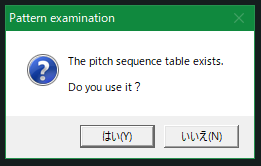 Pattern examination
The pitch sequence table exists.
Do you use it？
はい(Y)
いいえ(N)